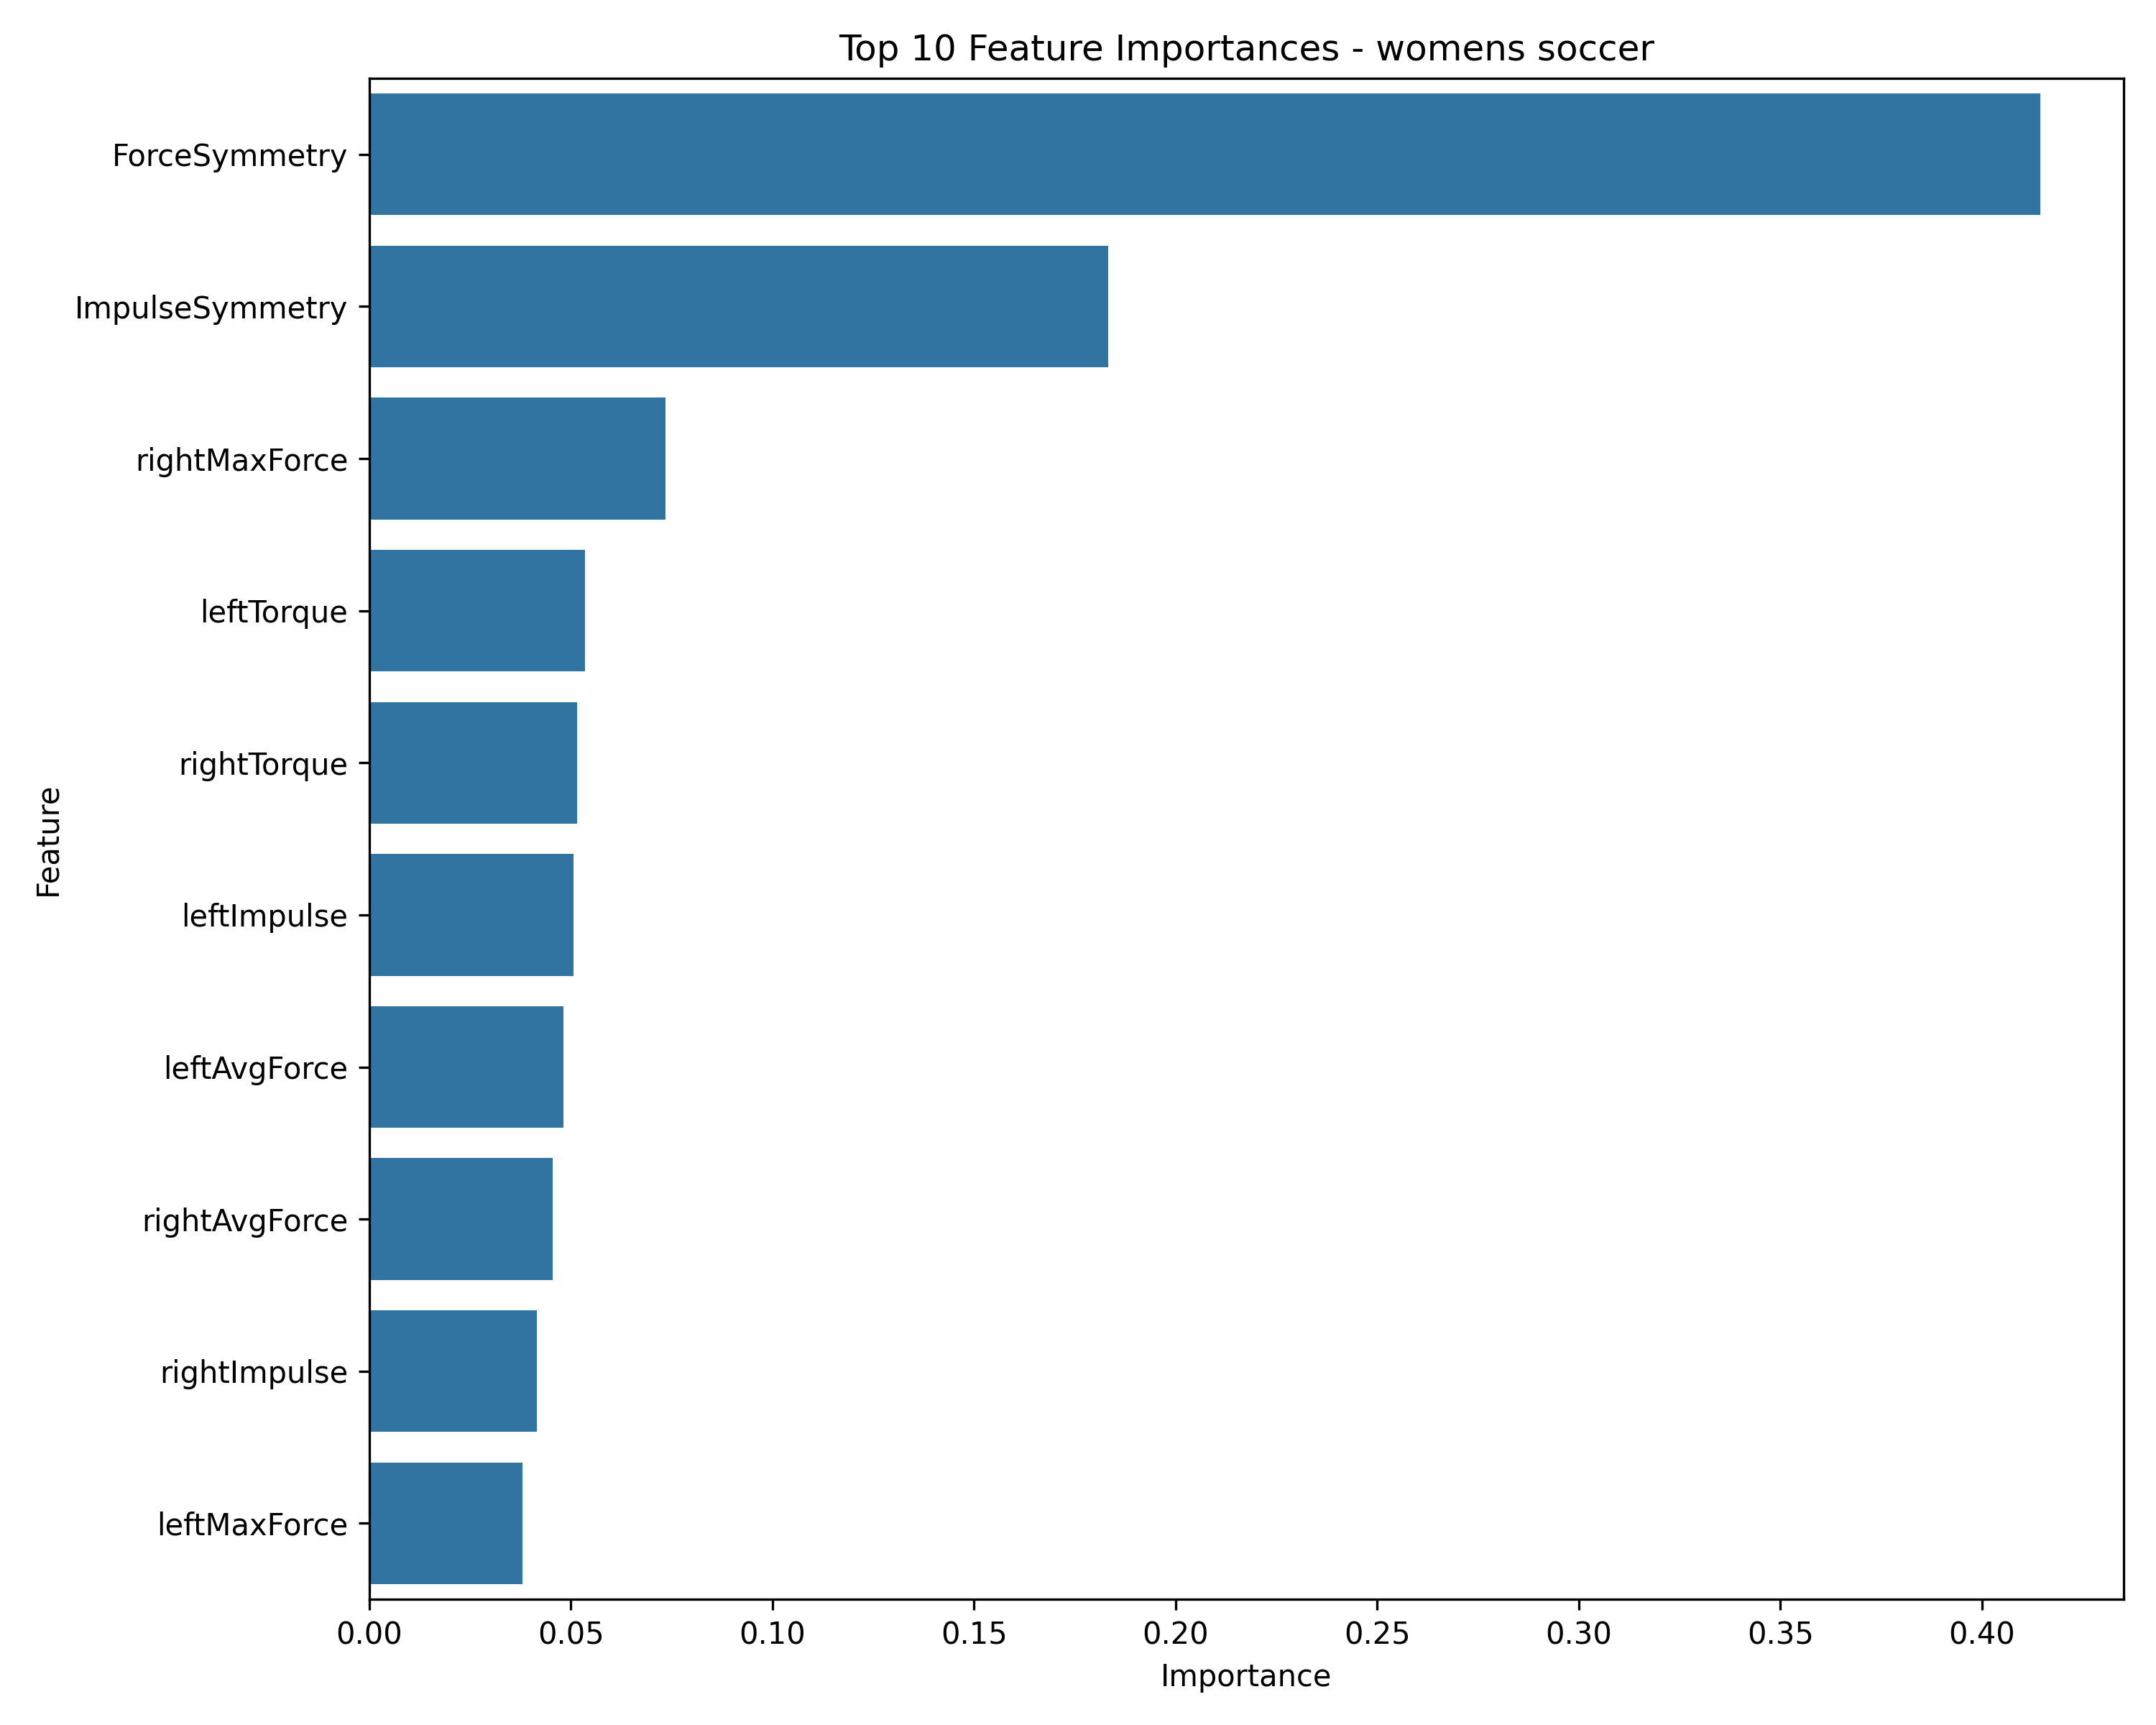 Top 10 Feature Importances - womens soccer
ForceSymmetry
ImpulseSymmetry
rightMaxForce
leftTorque
rightTorque
leftImpulse
leftAvgForce
rightAvgForce
rightImpulse
leftMaxForce
Feature
0.00 0.05 0.10 0.15 0.20 0.25 0.30 0.35 0.40
Importance